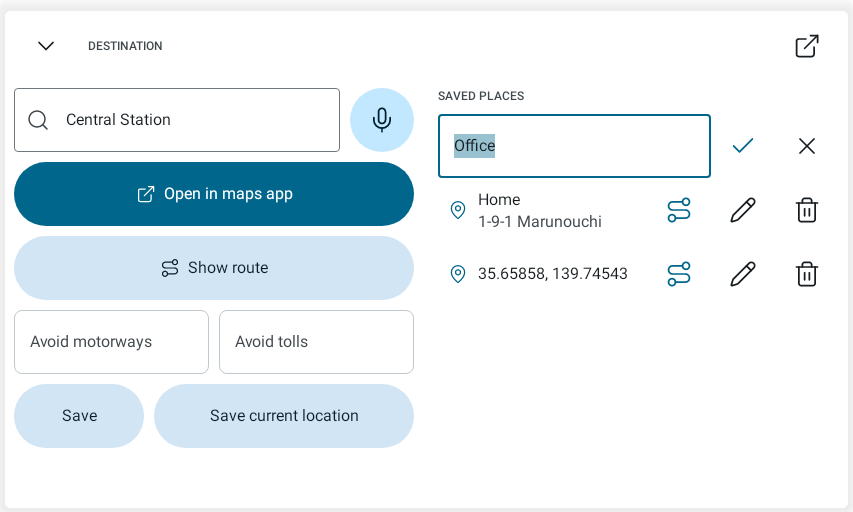 DESTINATION
Central Station
Open in maps app
Show route
Avoid motorways
Avoid tolls
Save
Save current location
SAVED PLACES
Office
Home
1-9-1 Marunouchi
35.65858, 139.74543